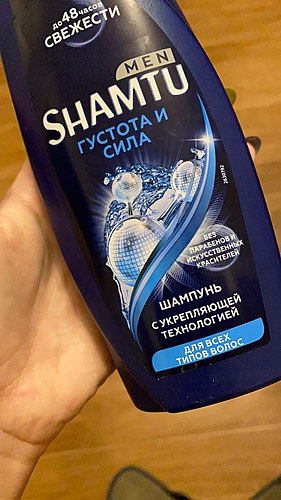 до 48 часов
СВЕЖЕСТИ
MEN
SHAMTU
ГУСТОТА И
СИЛА
БЕЗ
ПАРАБЕНОВ И
ИСКУССТВЕННЫХ
КРАСИТЕЛЕЙ
2630792
ШАМПУНЬ
С УКРЕПЛЯЮЩЕЙ
ТЕХНОЛОГИЕЙ
ДЛЯ ВСЕХ
ТИПОВ ВОЛОС